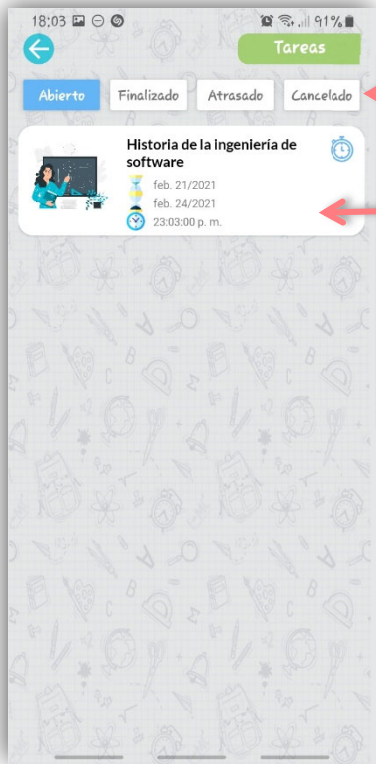 18:03 91%
Tareas
Abierto Finalizado Atrasado Cancelado
Historia de la ingeniería de
software
feb. 21/2021
feb. 24/2021
23:03:00 p. m.